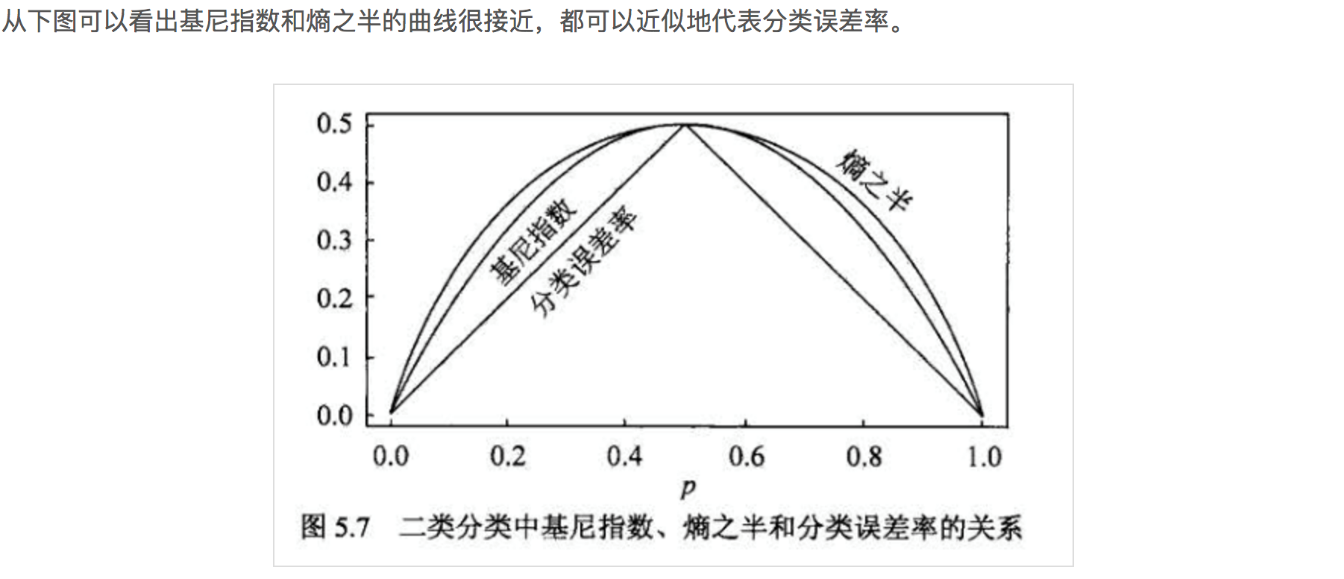 从下图可以看出基尼指数和熵之半的曲线很接近，都可以近似地代表分类误差率。
0.5
0.4
0.3
0.2
0.1
0.0
熵之半
基尼指数
分类误差率
0.0 0.2 0.4 0.6 0.8 1.0
p
图 5.7 二类分类中基尼指数、熵之半和分类误差率的关系